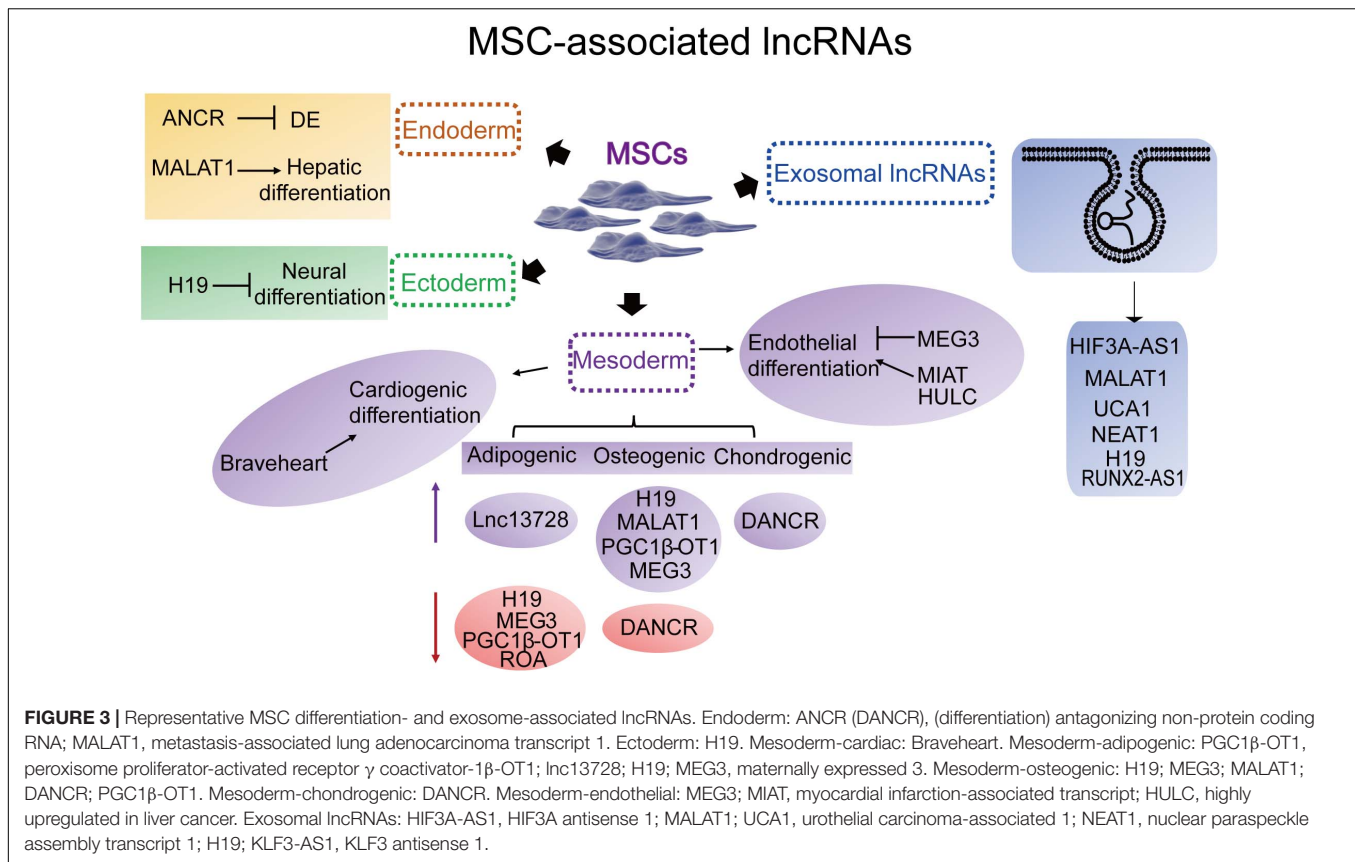 MSC-associated lncRNAs
ANCR
DE
MALAT1
Hepatic
differentiation
Endoderm
MSCs
Exosomal lncRNAs
H19
Neural
differentiation
Ectoderm
Mesoderm
Endothelial
differentiation
MEG3
MIAT
HULC
Cardiogenic
differentiation
Braveheart
HIF3A-AS1
MALAT1
UCA1
NEAT1
H19
RUNX2-AS1
Adipogenic Osteogenic Chondrogenic
Lnc13728
H19
MALAT1
PGC1β-OT1
MEG3
DANCR
H19
MEG3
PGC1β-OT1
ROA
DANCR
FIGURE 3 | Representative MSC differentiation- and exosome-associated lncRNAs. Endoderm: ANCR (DANCR), (differentiation) antagonizing non-protein coding
RNA; MALAT1, metastasis-associated lung adenocarcinoma transcript 1. Ectoderm: H19. Mesoderm-cardiac: Braveheart. Mesoderm-adipogenic: PGC1β-OT1,
peroxisome proliferator-activated receptor γ coactivator-1β-OT1; lnc13728; H19; MEG3, maternally expressed 3. Mesoderm-osteogenic: H19; MEG3; MALAT1;
DANCR; PGC1β-OT1. Mesoderm-chondrogenic: DANCR. Mesoderm-endothelial: MEG3; MIAT, myocardial infarction-associated transcript; HULC, highly
upregulated in liver cancer. Exosomal lncRNAs: HIF3A-AS1, HIF3A antisense 1; MALAT1; UCA1, urothelial carcinoma-associated 1; NEAT1, nuclear paraspeckle
assembly transcript 1; H19; KLF3-AS1, KLF3 antisense 1.